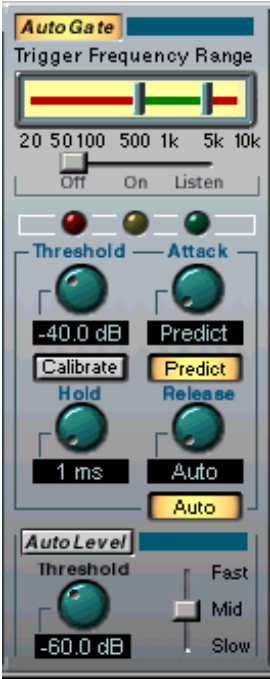 AutoGate
Trigger Frequency Range
20 50 100 500 1k 5k 10k
Off On Listen
Threshold Attack
-40.0 dB Predict
Calibrate Predict
Hold Release
1 ms Auto
Auto
AutoLevel
Threshold Fast
Mid
-60.0 dB Slow